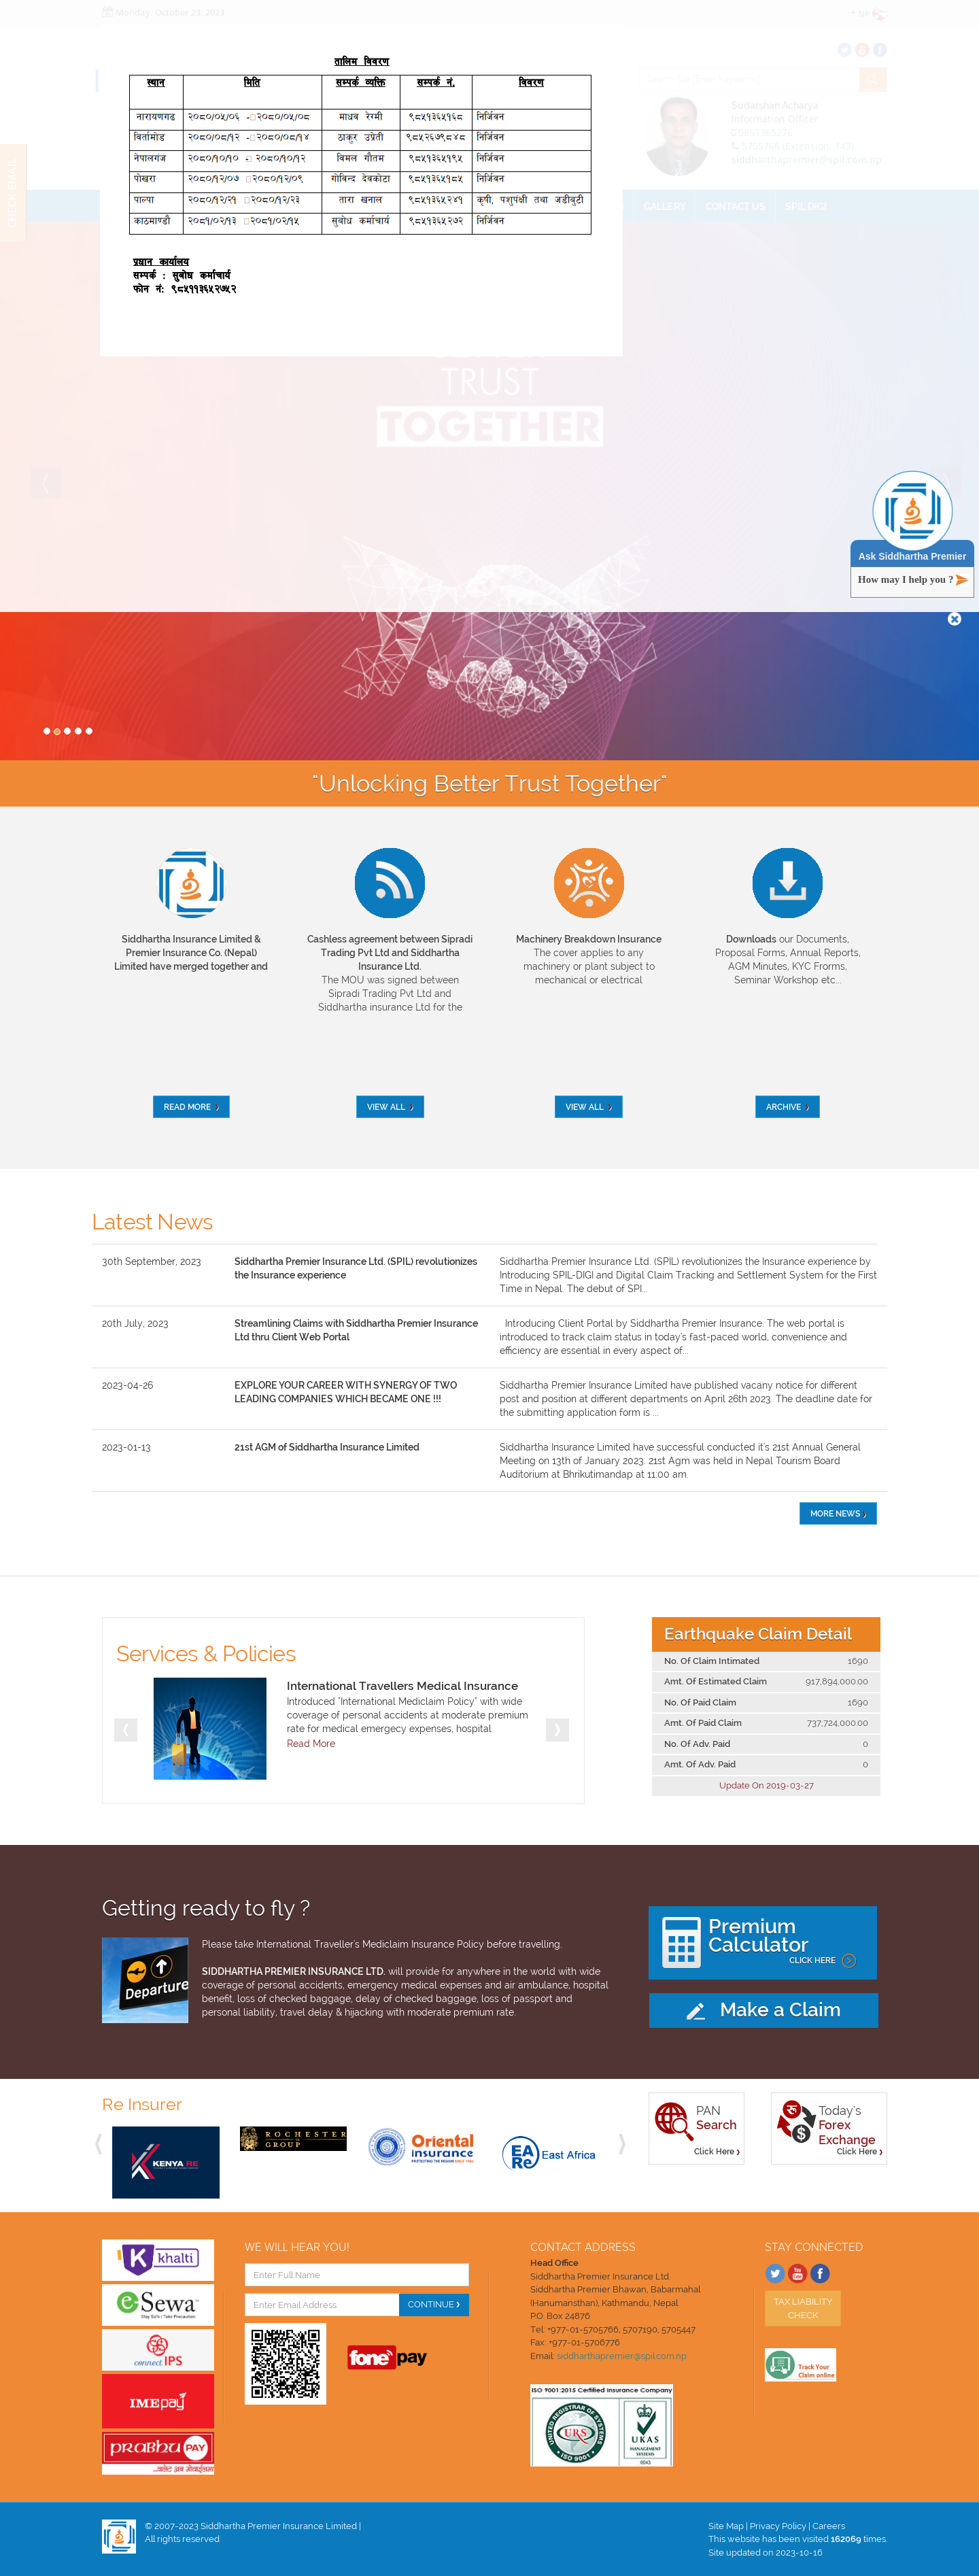 Monday, October 23, 2023
तालिम विवरण
स्थान मिति सम्पर्क व्यक्ति सम्पर्क नं. विवरण
नारायणगढ २०८०/०५/०६ -२०८०/०५/०८ माधव रेग्मी ९८५१३६५१६८ निर्जिवन
विर्तामोड २०८०/०८/१२ -२०८०/०८/१४ ठाकुर उप्रेती ९८५२६७९८४८ निर्जिवन
नेपालगंज २०८०/१०/१० - २०८०/१०/१२ विमल गौतम ९८५१३६५१९५ निर्जिवन
पोखरा २०८०/१२/०७ २०८०/१२/०९ गोविन्द देवकोटा ९८५१३६५१८५ निर्जिवन
पाल्पा २०८०/१२/२१ २०८०/१२/२३ तारा खनाल ९८५१३६५२४१ कृषी, पशुपंक्षी तथा जडीबुटी
काठमाण्डौ २०८१/०२/१३ २०८१/०२/१५ सुबोध कर्माचार्य ९८५१३६५२७२ निर्जिवन
प्रधान कार्यालय
सम्पर्क : सुबोध कर्माचार्य
फोन नं: ९८५११३६५२७५२
Sudarshan Acharya
Information Officer
siddharthapremier@spil.com.np
CHECK EMAIL
GALLERY CONTACT US SPIL DIGI
TRUST
TOGETHER
Ask Siddhartha Premier
How may I help you ?
"Unlocking Better Trust Together"
Siddhartha Insurance Limited &
Premier Insurance Co. (Nepal)
Limited have merged together and
READ MORE
Cashless agreement between Sipradi
Trading Pvt Ltd and Siddhartha
Insurance Ltd.
The MOU was signed between
Sipradi Trading Pvt Ltd and
Siddhartha insurance Ltd for the
VIEW ALL
Machinery Breakdown Insurance
The cover applies to any
machinery or plant subject to
mechanical or electrical
VIEW ALL
Downloads our Documents,
Proposal Forms, Annual Reports,
AGM Minutes, KYC Frorms,
Seminar Workshop etc...
ARCHIVE
Latest News
30th September, 2023
Siddhartha Premier Insurance Ltd. (SPIL) revolutionizes
the Insurance experience
Siddhartha Premier Insurance Ltd. (SPIL) revolutionizes the Insurance experience by
Introducing SPIL-DIGI and Digital Claim Tracking and Settlement System for the First
Time in Nepal. The debut of SPI...
20th July, 2023
Streamlining Claims with Siddhartha Premier Insurance
Ltd thru Client Web Portal
Introducing Client Portal by Siddhartha Premier Insurance. The web portal is
introduced to track claim status in today's fast-paced world, convenience and
efficiency are essential in every aspect of...
2023-04-26
EXPLORE YOUR CAREER WITH SYNERGY OF TWO
LEADING COMPANIES WHICH BECAME ONE !!!
Siddhartha Premier Insurance Limited have published vacany notice for different
post and position at different departments on April 26th 2023. The deadline date for
the submitting application form is ...
2023-01-13
21st AGM of Siddhartha Insurance Limited
Siddhartha Insurance Limited have successful conducted it's 21st Annual General
Meeting on 13th of January 2023. 21st Agm was held in Nepal Tourism Board
Auditorium at Bhrikutimandap at 11:00 am.
MORE NEWS
Services & Policies
International Travellers Medical Insurance
Introduced "International Mediclaim Policy" with wide
coverage of personal accidents at moderate premium
rate for medical emergecy expenses, hospital
Read More
Earthquake Claim Detail
No. Of Claim Intimated 1690
Amt. Of Estimated Claim 917,894,000.00
No. Of Paid Claim 1690
Amt. Of Paid Claim 737,724,000.00
No. Of Adv. Paid 0
Amt. Of Adv. Paid 0
Update On 2019-03-27
Getting ready to fly ?
Departure
Please take International Traveller's Mediclaim Insurance Policy before travelling.
SIDDHARTHA PREMIER INSURANCE LTD. will provide for anywhere in the world with wide
coverage of personal accidents, emergency medical expenses and air ambulance, hospital
benefit, loss of checked baggage, delay of checked baggage, loss of passport and
personal liability, travel delay & hijacking with moderate premium rate.
Premium
Calculator
CLICK HERE
Make a Claim
Re Insurer
KENYA RE
ROCHESTER
GROUP
Oriental
insurance
EARe East Africa
PAN
Search
Click Here
Today's
Forex
Exchange
Click Here
khalti
eSewa
connect.IPS
IMEpay
PRABHU PAY
WE WILL HEAR YOU!
Enter Full Name
Enter Email Address
CONTINUE
fonepay
CONTACT ADDRESS
Head Office
Siddhartha Premier Insurance Ltd.
Siddhartha Premier Bhawan, Babarmahal
(Hanumansthan), Kathmandu, Nepal
P.O. Box 24876
Tel: +977-01-5705766, 5707190, 5705447
Fax: +977-01-5706776
Email: siddharthapremier@spil.com.np
ISO 9001:2015 Certified Insurance Company
URS
ISO 9001
UKAS
MANAGEMENT
SYSTEMS
0043
STAY CONNECTED
TAX LIABILITY
CHECK
Track Your
Claim online
© 2007-2023 Siddhartha Premier Insurance Limited |
All rights reserved
Site Map | Privacy Policy | Careers
This website has been visited 162069 times.
Site updated on 2023-10-16